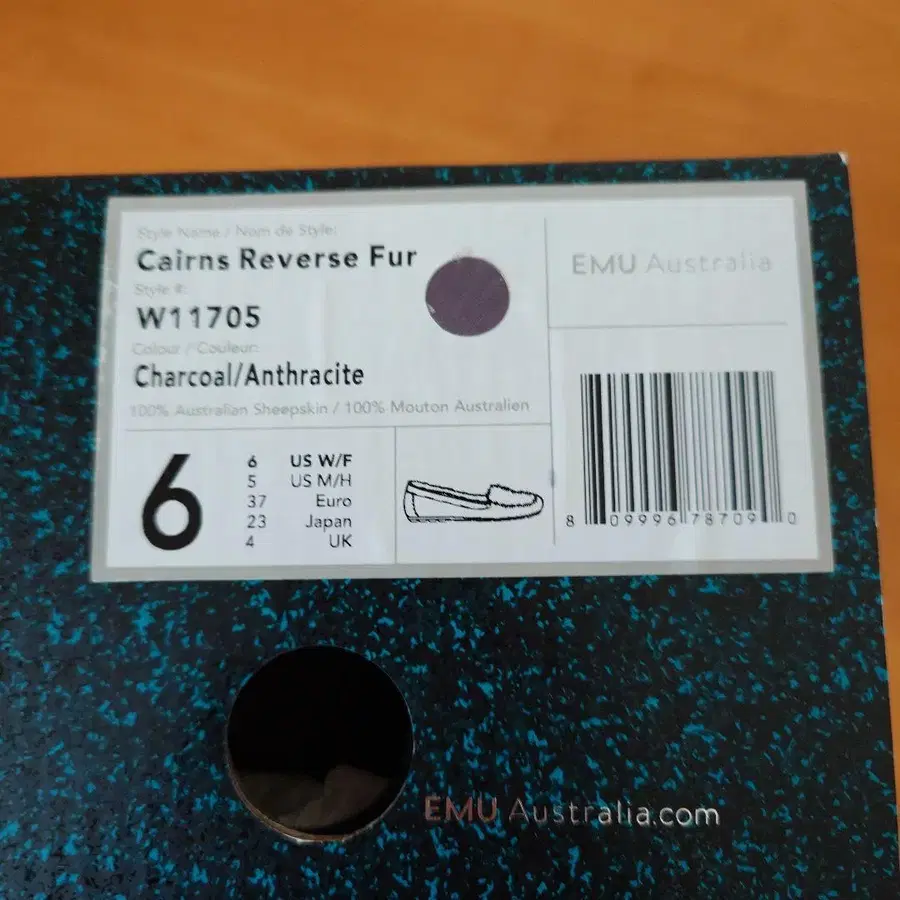 Style Name / Nom de Style:
Cairns Reverse Fur
Style #:
W11705
Colour / Couleur:
Charcoal/Anthracite
100% Australian Sheepskin / 100% Mouton Australien
EMU Australia
6
6 US W/F
5 US M/H
37 Euro
23 Japan
4 UK
8 09996 78709 0
EMU Australia.com